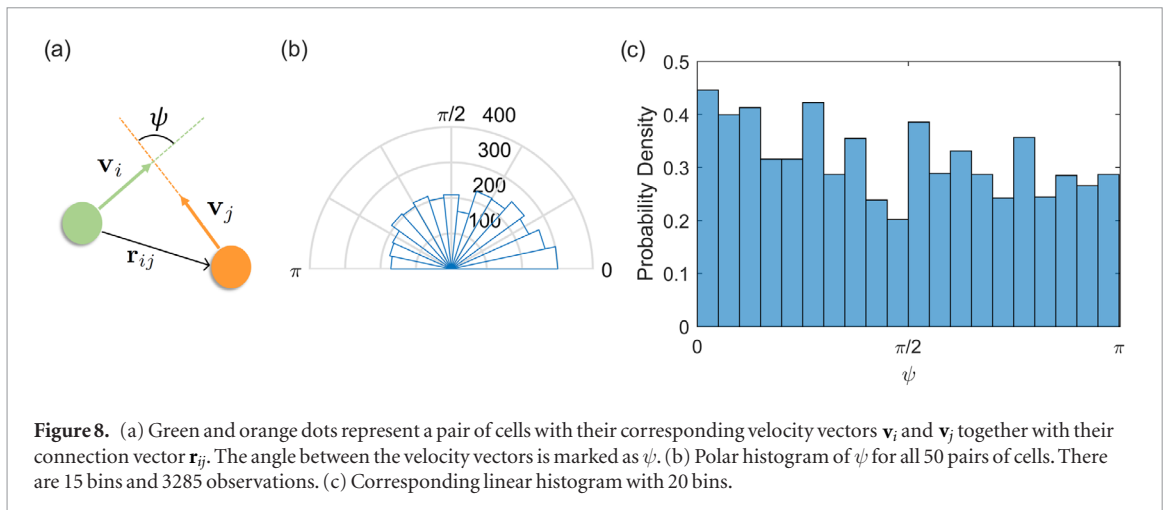 (a)
ψ
v_i
v_j
r_ij
(b)
π/2
400
300
200
100
π
0
(c)
Probability Density
0.5
0.4
0.3
0.2
0.1
0
0
π/2
π
ψ
Figure 8. (a) Green and orange dots represent a pair of cells with their corresponding velocity vectors v_i and v_j together with their
connection vector r_ij. The angle between the velocity vectors is marked as ψ. (b) Polar histogram of ψ for all 50 pairs of cells. There
are 15 bins and 3285 observations. (c) Corresponding linear histogram with 20 bins.